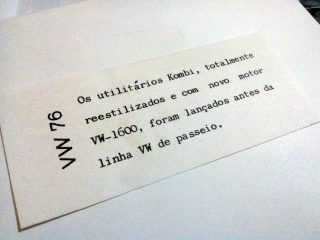 VW 76
Os utilitários Kombi, totalmente
reestilizados e com novo motor
VW-1600, foram lançados antes da
linha VW de passeio.